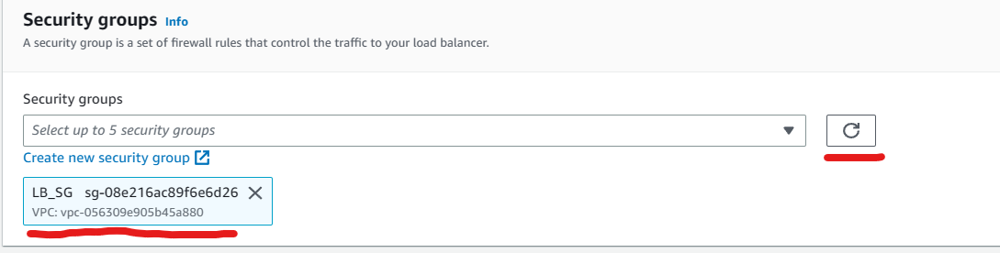 Security groups Info
A security group is a set of firewall rules that control the traffic to your load balancer.
Security groups
Select up to 5 security groups
Create new security group
LB_SG sg-08e216ac89f6e6d26
VPC: vpc-056309e905b45a880